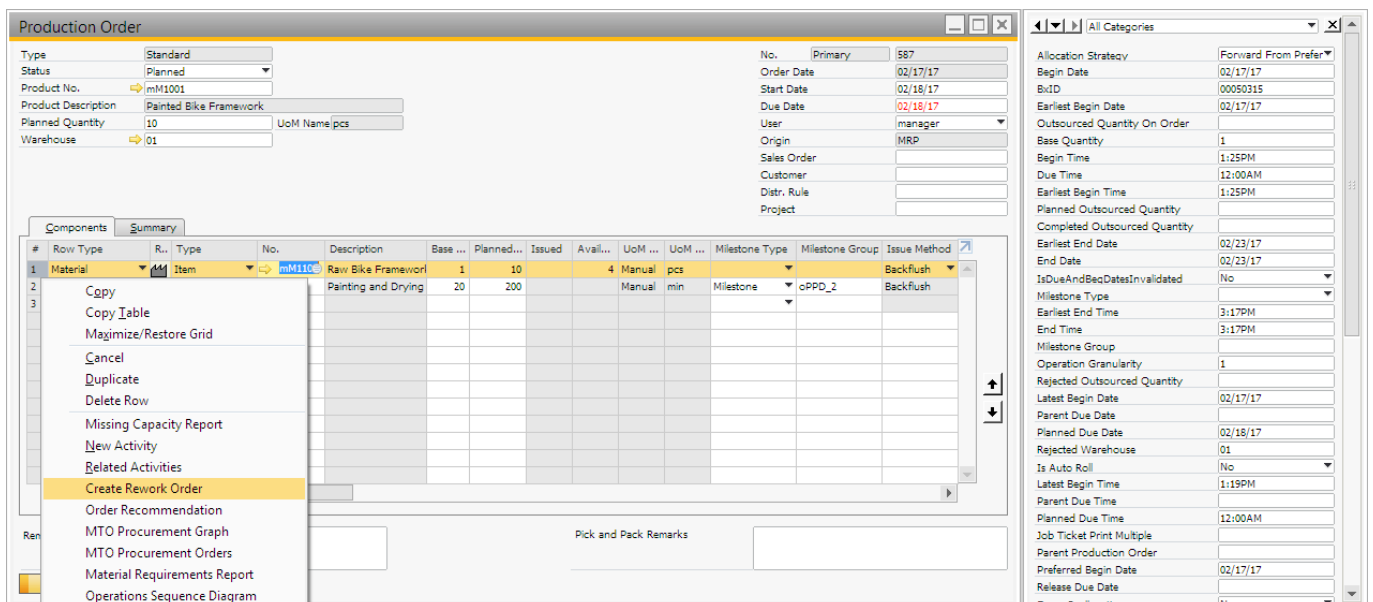 Production Order
Type Standard
Status Planned
Product No. mM1001
Product Description Painted Bike Framework
Planned Quantity 10 UoM Name pcs
Warehouse 01
No. Primary 587
Order Date 02/17/17
Start Date 02/18/17
Due Date 02/18/17
User manager
Origin MRP
Sales Order
Customer
Distr. Rule
Project
Components Summary
# Row Type R.. Type No. Description Base ... Planned... Issued Avail... UoM ... UoM ... Milestone Type Milestone Group Issue Method
1 Material Item mM110 Raw Bike Framework 1 10 4 Manual pcs Backflush
2 Painting and Drying 20 200 Manual min Milestone oPPD_2 Backflush
3
Copy
Copy Table
Maximize/Restore Grid
Cancel
Duplicate
Delete Row
Missing Capacity Report
New Activity
Related Activities
Create Rework Order
Order Recommendation
MTO Procurement Graph
MTO Procurement Orders
Material Requirements Report
Operations Sequence Diagram
Rem
Pick and Pack Remarks
All Categories
Allocation Strategy Forward From Prefer
Begin Date 02/17/17
BxID 00050315
Earliest Begin Date 02/17/17
Outsourced Quantity On Order
Base Quantity 1
Begin Time 1:25PM
Due Time 12:00AM
Earliest Begin Time 1:25PM
Planned Outsourced Quantity
Completed Outsourced Quantity
Earliest End Date 02/23/17
End Date 02/23/17
IsDueAndBegDatesInvalidated No
Milestone Type
Earliest End Time 3:17PM
End Time 3:17PM
Milestone Group
Operation Granularity 1
Rejected Outsourced Quantity
Latest Begin Date 02/17/17
Parent Due Date
Planned Due Date 02/18/17
Rejected Warehouse 01
Is Auto Roll No
Latest Begin Time 1:19PM
Parent Due Time
Planned Due Time 12:00AM
Job Ticket Print Multiple
Parent Production Order
Preferred Begin Date 02/17/17
Release Due Date